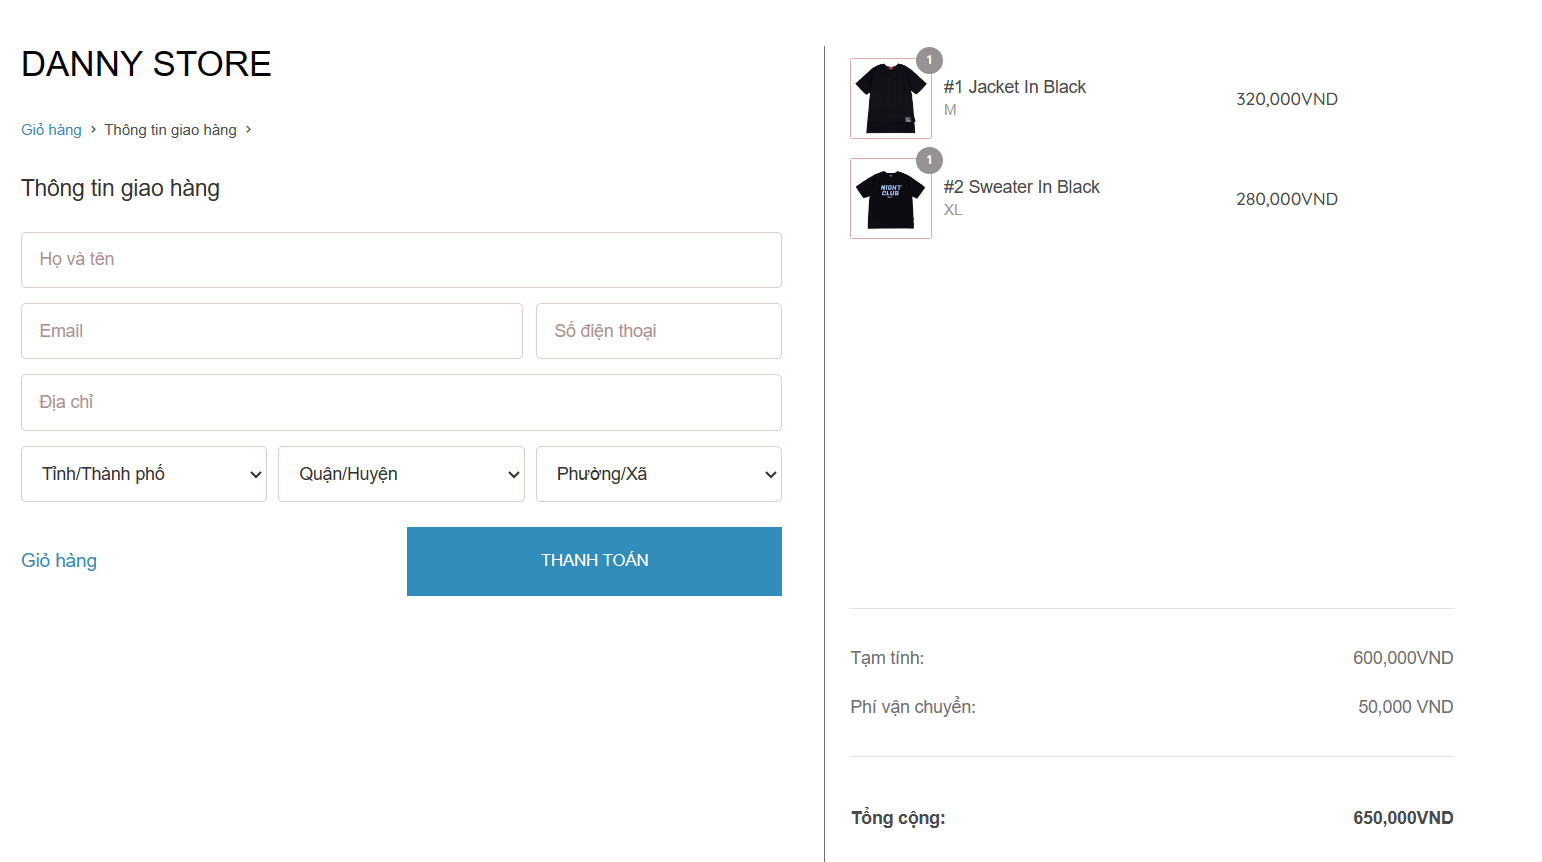 DANNY STORE
Giỏ hàng › Thông tin giao hàng ›
Thông tin giao hàng
Họ và tên
Email
Số điện thoại
Địa chỉ
Tỉnh/Thành phố
Quận/Huyện
Phường/Xã
Giỏ hàng
THANH TOÁN
1
#1 Jacket In Black
M
320,000VND
1
NIGHT
CLUB
#2 Sweater In Black
XL
280,000VND
Tạm tính: 600,000VND
Phí vận chuyển: 50,000 VND
Tổng cộng: 650,000VND